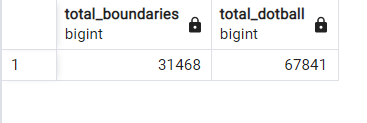 total_boundaries total_dotball
bigint bigint
1 31468 67841